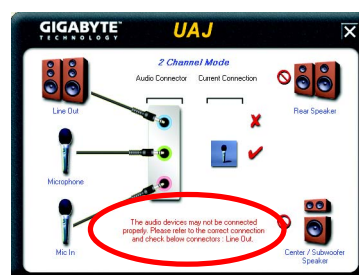 GIGABYTE™
TECHNOLOGY
UAJ
2 Channel Mode
Audio Connector
Current Connection
Line Out
Rear Speaker
Microphone
Mic In
The audio devices may not be connected
properly. Please refer to the correct connection
and check below connectors : Line Out.
Center / Subwoofer
Speaker